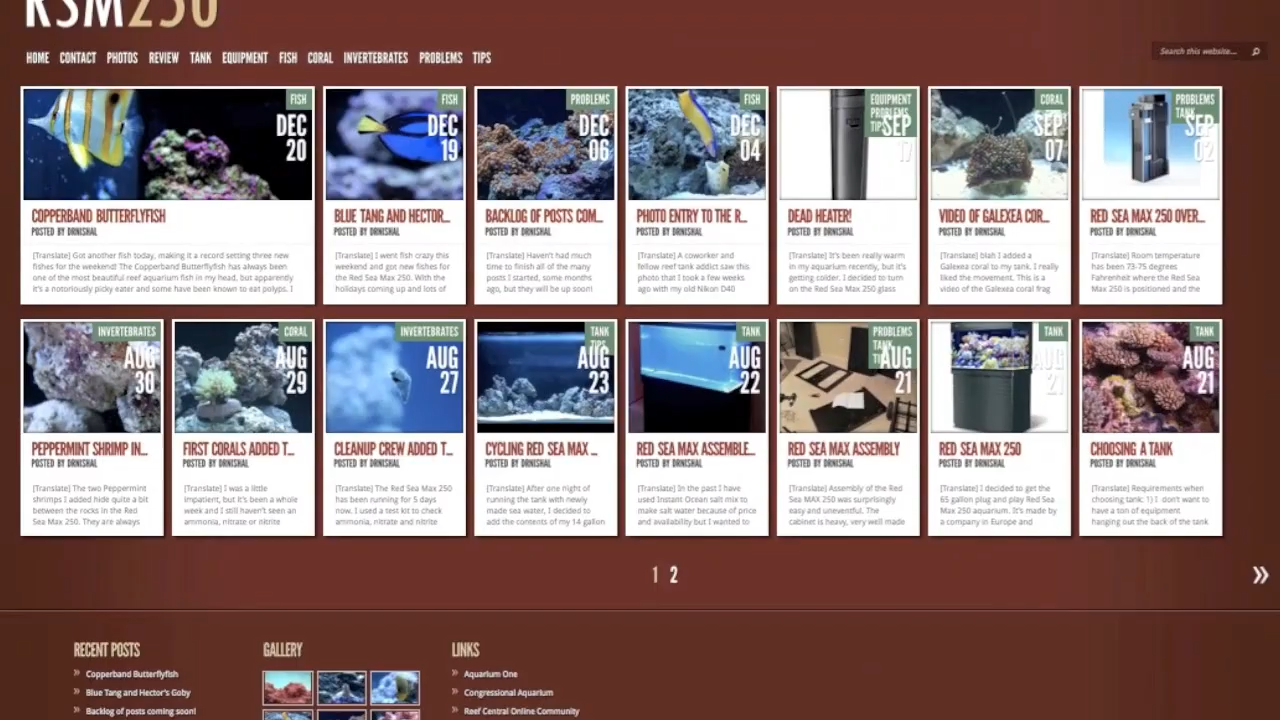 RSM250
HOME CONTACT PHOTOS REVIEW TANK EQUIPMENT FISH CORAL INVERTEBRATES PROBLEMS TIPS
Search this website...
FISH
DEC
20
COPPERBAND BUTTERFLYFISH
POSTED BY DRNISHAL
[Translate] Got another fish today, making it a record setting three new
fishes for the weekend! The Copperband Butterflyfish has always been
one of the most beautiful reef aquarium fish in my head, but apparently
it's a notoriously picky eater and some have been known to eat polyps. I
FISH
DEC
19
BLUE TANG AND HECTOR...
POSTED BY DRNISHAL
[Translate] I went fish crazy this
weekend and got new fishes for
the Red Sea Max 250. With the
holidays coming up and lots of
PROBLEMS
DEC
06
BACKLOG OF POSTS COM...
POSTED BY DRNISHAL
[Translate] Haven't had much
time to finish all of the many
posts I started, some months
ago, but they will be up soon!
FISH
DEC
04
PHOTO ENTRY TO THE R...
POSTED BY DRNISHAL
[Translate] A coworker and
fellow reef tank addict saw this
photo that I took a few weeks
ago with my old Nikon D40
EQUIPMENT
PROBLEMS
TIPS
SEP
17
DEAD HEATER!
POSTED BY DRNISHAL
[Translate] It's been really warm
in my aquarium recently, but it's
getting colder. I decided to turn
on the Red Sea Max 250 glass
CORAL
SEP
07
VIDEO OF GALEXEA COR...
POSTED BY DRNISHAL
[Translate] blah I added a
Galexea coral to my tank. I really
liked the movement. This is a
video of the Galexea coral frag
PROBLEMS
TANK
SEP
02
RED SEA MAX 250 OVER...
POSTED BY DRNISHAL
[Translate] Room temperature
has been 73-75 degrees
Fahrenheit where the Red Sea
Max 250 is positioned and the
INVERTEBRATES
AUG
30
PEPPERMINT SHRIMP IN...
POSTED BY DRNISHAL
[Translate] The two Peppermint
shrimps I added hide quite a bit
between the rocks in the Red
Sea Max 250. They are always
CORAL
AUG
29
FIRST CORALS ADDED T...
POSTED BY DRNISHAL
[Translate] I was a little
impatient, but it's been a whole
week and I still haven't seen an
ammonia, nitrate or nitrite
INVERTEBRATES
AUG
27
CLEANUP CREW ADDED T...
POSTED BY DRNISHAL
[Translate] The Red Sea Max 250
has been running for 5 days
now. I used a test kit to check
ammonia, nitrate and nitrite
TANK
TIPS
AUG
23
CYCLING RED SEA MAX ...
POSTED BY DRNISHAL
[Translate] After one night of
running the tank with newly
made sea water, I decided to
add the contents of my 14 gallon
TANK
AUG
22
RED SEA MAX ASSEMBLE...
POSTED BY DRNISHAL
[Translate] In the past I have
used Instant Ocean salt mix to
make salt water because of price
and availability but I wanted to
PROBLEMS
TANK
TIPS
AUG
21
RED SEA MAX ASSEMBLY
POSTED BY DRNISHAL
[Translate] Assembly of the Red
Sea MAX 250 was surprisingly
easy and uneventful. The
cabinet is heavy, very well made
TANK
AUG
21
RED SEA MAX 250
POSTED BY DRNISHAL
[Translate] I decided to get the
65 gallon plug and play Red Sea
Max 250 aquarium. It's made by
a company in Europe and
TANK
AUG
21
CHOOSING A TANK
POSTED BY DRNISHAL
[Translate] Requirements when
choosing tank: 1) I don't want to
have a ton of equipment
hanging out the back of the tank
1 2
»
RECENT POSTS
» Copperband Butterflyfish
» Blue Tang and Hector's Goby
» Backlog of posts coming soon!
GALLERY
LINKS
» Aquarium One
» Congressional Aquarium
» Reef Central Online Community